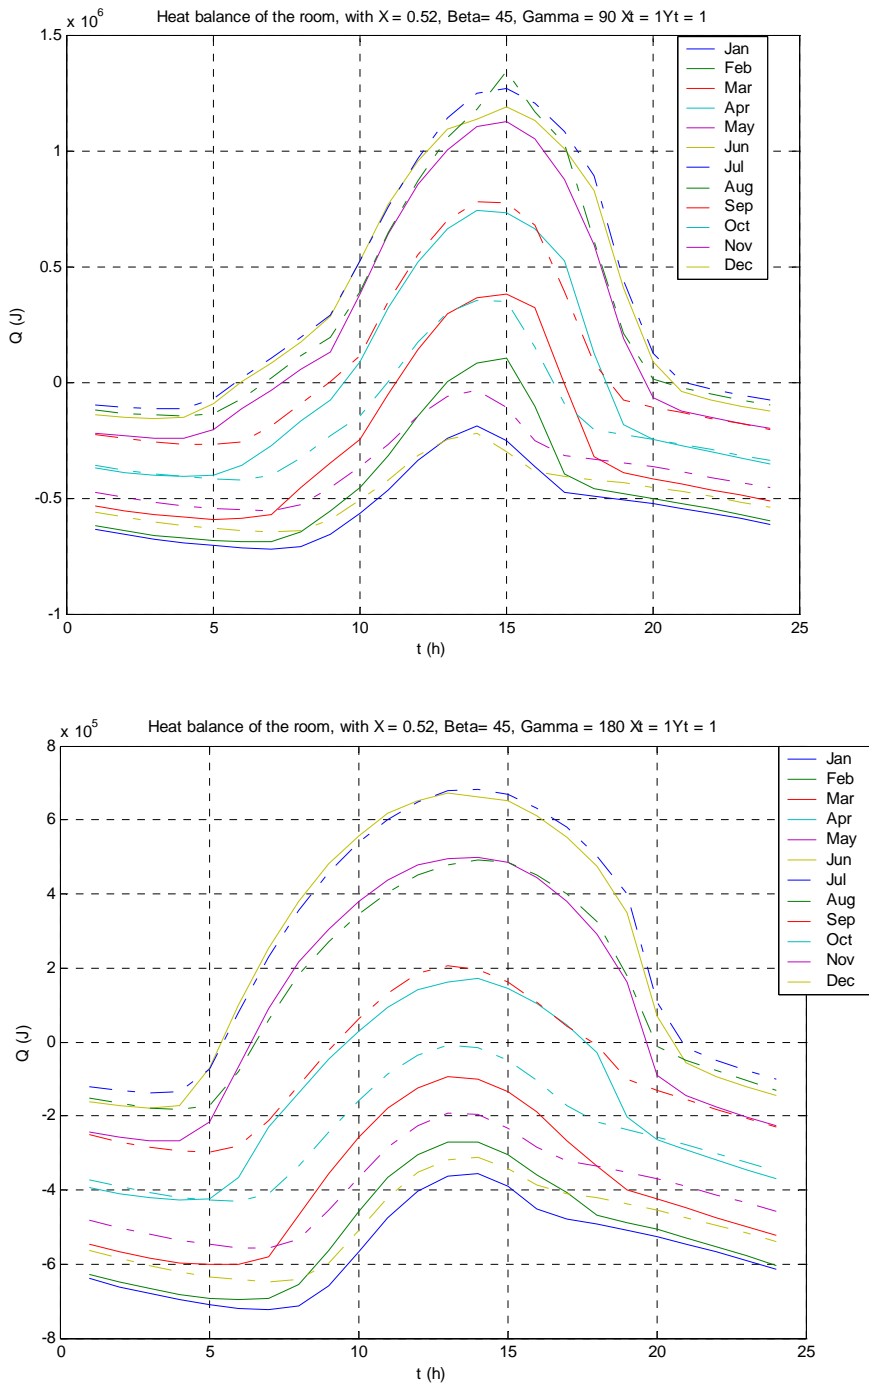 Heat balance of the room, with X = 0.52, Beta= 45, Gamma = 90 Xt = 1Yt = 1
x 10^6
1.5
1
0.5
0
-0.5
-1
Q (J)
0 5 10 15 20 25
t (h)
Jan
Feb
Mar
Apr
May
Jun
Jul
Aug
Sep
Oct
Nov
Dec
Heat balance of the room, with X = 0.52, Beta= 45, Gamma = 180 Xt = 1Yt = 1
x 10^5
8
6
4
2
0
-2
-4
-6
-8
Q (J)
0 5 10 15 20 25
t (h)
Jan
Feb
Mar
Apr
May
Jun
Jul
Aug
Sep
Oct
Nov
Dec